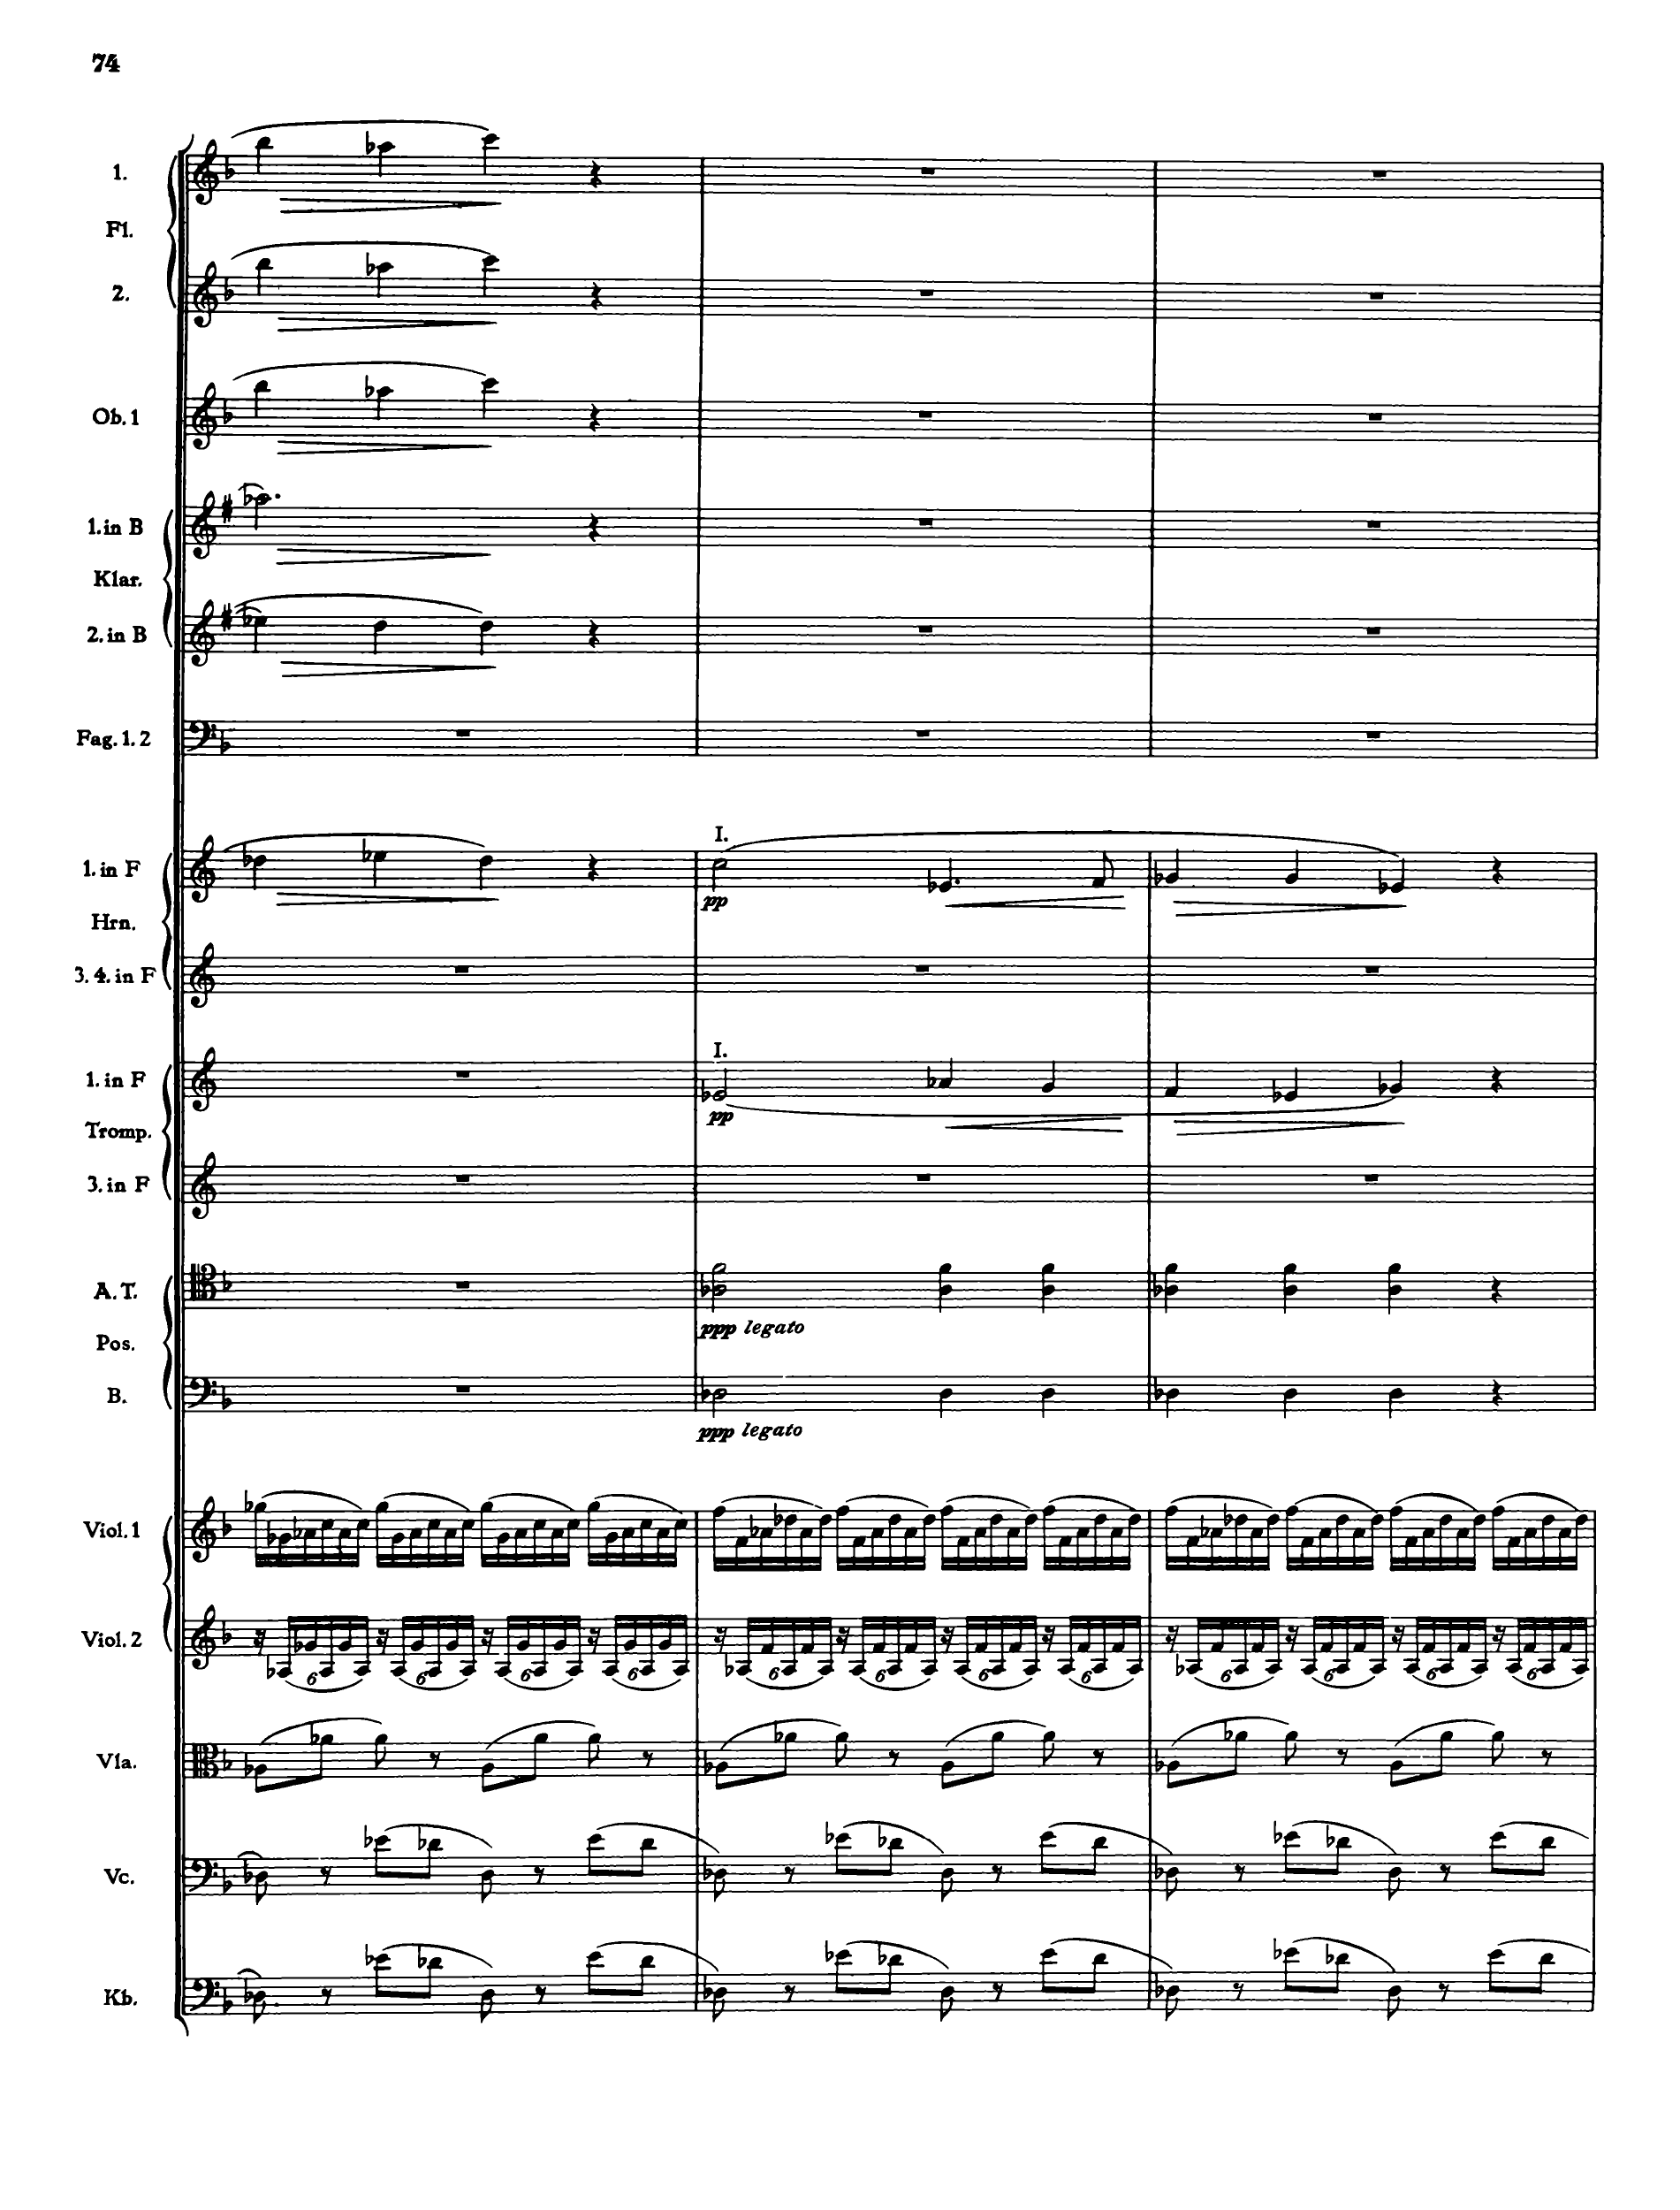 74
1.
Fl.
2.
Ob. 1
1. in B
Klar.
2. in B
Fag. 1. 2
1. in F
I.
pp
Hrn.
3. 4. in F
1. in F
I.
pp
Tromp.
3. in F
A. T.
ppp legato
Pos.
B.
ppp legato
Viol. 1
Viol. 2
6 6 6 6 6 6 6 6 6 6 6 6
Vla.
Vc.
Kb.